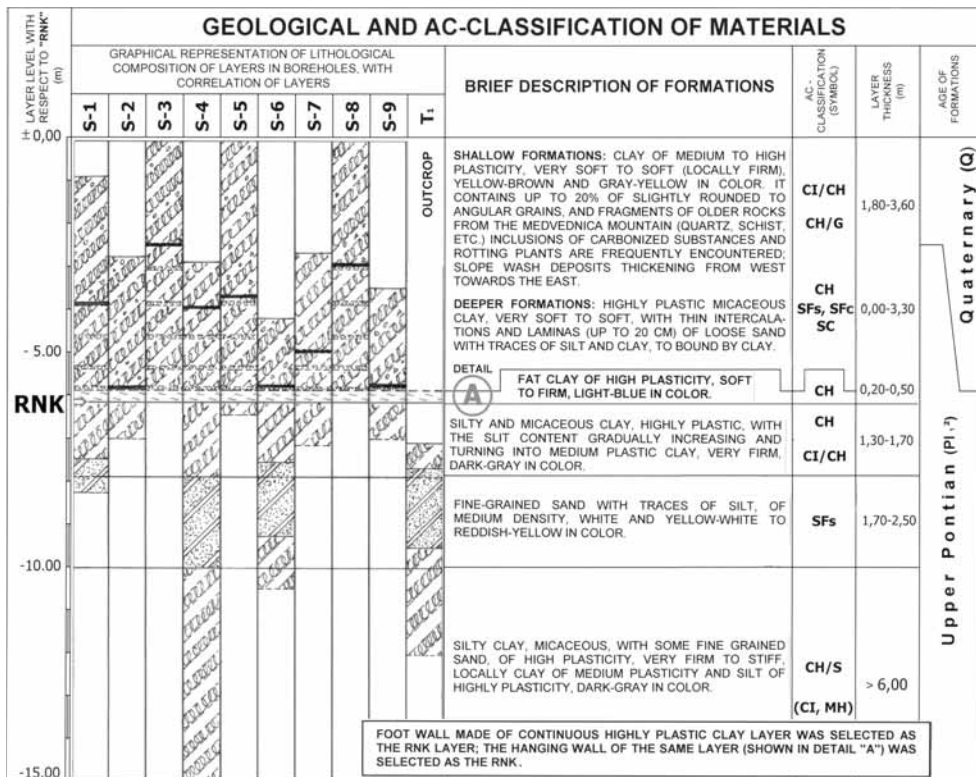 GEOLOGICAL AND AC-CLASSIFICATION OF MATERIALS
LAYER LEVEL WITH
RESPECT TO "RNK"
(m)
GRAPHICAL REPRESENTATION OF LITHOLOGICAL
COMPOSITION OF LAYERS IN BOREHOLES, WITH
CORRELATION OF LAYERS
BRIEF DESCRIPTION OF FORMATIONS
AC-
CLASSIFICATION
(SYMBOL)
LAYER
THICKNESS
(m)
AGE OF
FORMATIONS
S-1 S-2 S-3 S-4 S-5 S-6 S-7 S-8 S-9 T₁
± 0,00
OUTCROP
SHALLOW FORMATIONS: CLAY OF MEDIUM TO HIGH
PLASTICITY, VERY SOFT TO SOFT (LOCALLY FIRM),
YELLOW-BROWN AND GRAY-YELLOW IN COLOR. IT
CONTAINS UP TO 20% OF SLIGHTLY ROUNDED TO
ANGULAR GRAINS, AND FRAGMENTS OF OLDER ROCKS
FROM THE MEDVEDNICA MOUNTAIN (QUARTZ, SCHIST,
ETC.) INCLUSIONS OF CARBONIZED SUBSTANCES AND
ROTTING PLANTS ARE FREQUENTLY ENCOUNTERED;
SLOPE WASH DEPOSITS THICKENING FROM WEST
TOWARDS THE EAST.
CI/CH
CH/G
1,80-3,60
Quaternary (Q)
DEEPER FORMATIONS: HIGHLY PLASTIC MICACEOUS
CLAY, VERY SOFT TO SOFT, WITH THIN INTERCALA-
TIONS AND LAMINAS (UP TO 20 CM) OF LOOSE SAND
WITH TRACES OF SILT AND CLAY, TO BOUND BY CLAY.
CH
SFs, SFc
SC
0,00-3,30
- 5.00
DETAIL
A
FAT CLAY OF HIGH PLASTICITY, SOFT
TO FIRM, LIGHT-BLUE IN COLOR.
CH
0,20-0,50
RNK
SILTY AND MICACEOUS CLAY, HIGHLY PLASTIC, WITH
THE SLIT CONTENT GRADUALLY INCREASING AND
TURNING INTO MEDIUM PLASTIC CLAY, VERY FIRM,
DARK-GRAY IN COLOR.
CH
CI/CH
1,30-1,70
Upper Pontian (Pl₁²)
FINE-GRAINED SAND WITH TRACES OF SILT, OF
MEDIUM DENSITY, WHITE AND YELLOW-WHITE TO
REDDISH-YELLOW IN COLOR.
SFs
1,70-2,50
-10.00
SILTY CLAY, MICACEOUS, WITH SOME FINE GRAINED
SAND, OF HIGH PLASTICITY, VERY FIRM TO STIFF,
LOCALLY CLAY OF MEDIUM PLASTICITY AND SILT OF
HIGHLY PLASTICITY, DARK-GRAY IN COLOR.
CH/S
(CI, MH)
> 6,00
FOOT WALL MADE OF CONTINUOUS HIGHLY PLASTIC CLAY LAYER WAS SELECTED AS
THE RNK LAYER; THE HANGING WALL OF THE SAME LAYER (SHOWN IN DETAIL "A") WAS
SELECTED AS THE RNK.
-15.00